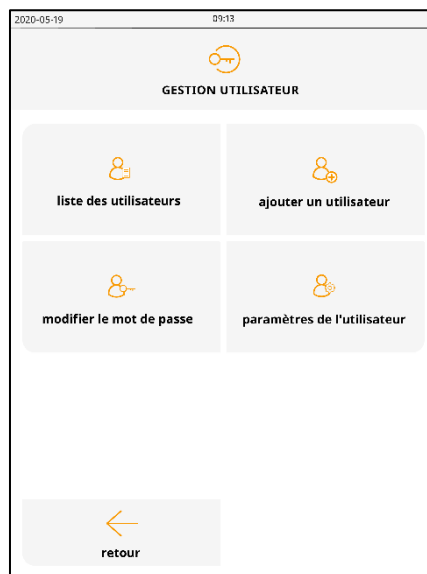 2020-05-19 09:13
GESTION UTILISATEUR
liste des utilisateurs
ajouter un utilisateur
modifier le mot de passe
paramètres de l'utilisateur
retour